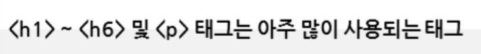 <h1> ~ <h6> 및 <p> 태그는 아주 많이 사용되는 태그